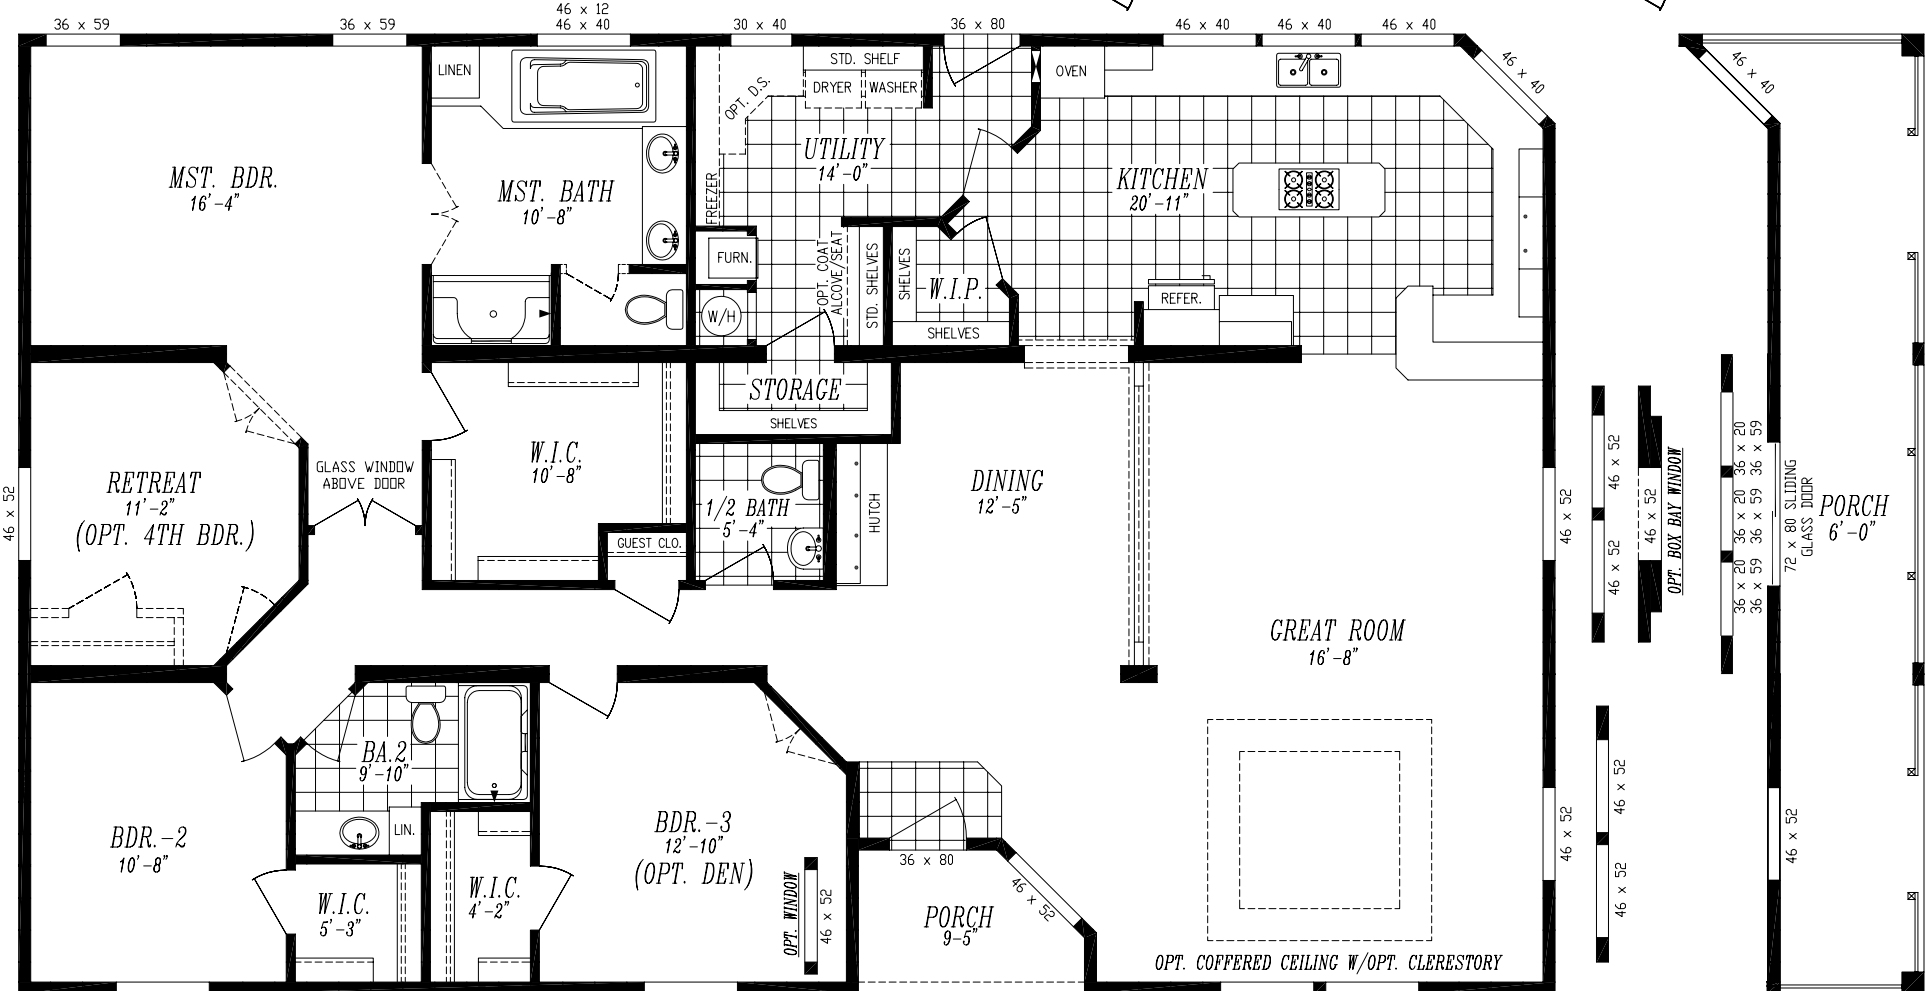 36 x 59
36 x 59
46 x 12
46 x 40
30 x 40
36 x 80
46 x 40
46 x 40
46 x 40
46 x 40
46 x 40
LINEN
STD. SHELF
DRYER
WASHER
OPT. D.S.
OVEN
MST. BDR.
16'-4"
MST. BATH
10'-8"
UTILITY
14'-0"
KITCHEN
20'-11"
FREEZER
FURN.
W/H
OPT. COAT
ALCOVE/SEAT
STD. SHELVES
SHELVES
W.I.P.
SHELVES
REFER.
STORAGE
SHELVES
RETREAT
11'-2"
(OPT. 4TH BDR.)
46 x 52
GLASS WINDOW
ABOVE DOOR
W.I.C.
10'-8"
GUEST CLO.
1/2 BATH
5'-4"
HUTCH
DINING
12'-5"
GREAT ROOM
16'-8"
46 x 52
46 x 52
46 x 52
46 x 52
OPT. BOX BAY WINDOW
36 x 20
36 x 59
36 x 20
36 x 59
36 x 20
36 x 59
72 x 80 SLIDING
GLASS DOOR
PORCH
6'-0"
BDR.-2
10'-8"
BA.2
9'-10"
LIN.
W.I.C.
5'-3"
W.I.C.
4'-2"
BDR.-3
12'-10"
(OPT. DEN)
OPT. WINDOW
46 x 52
36 x 80
46 x 52
PORCH
9-5"
46 x 52
46 x 52
46 x 52
46 x 52
OPT. COFFERED CEILING W/OPT. CLERESTORY